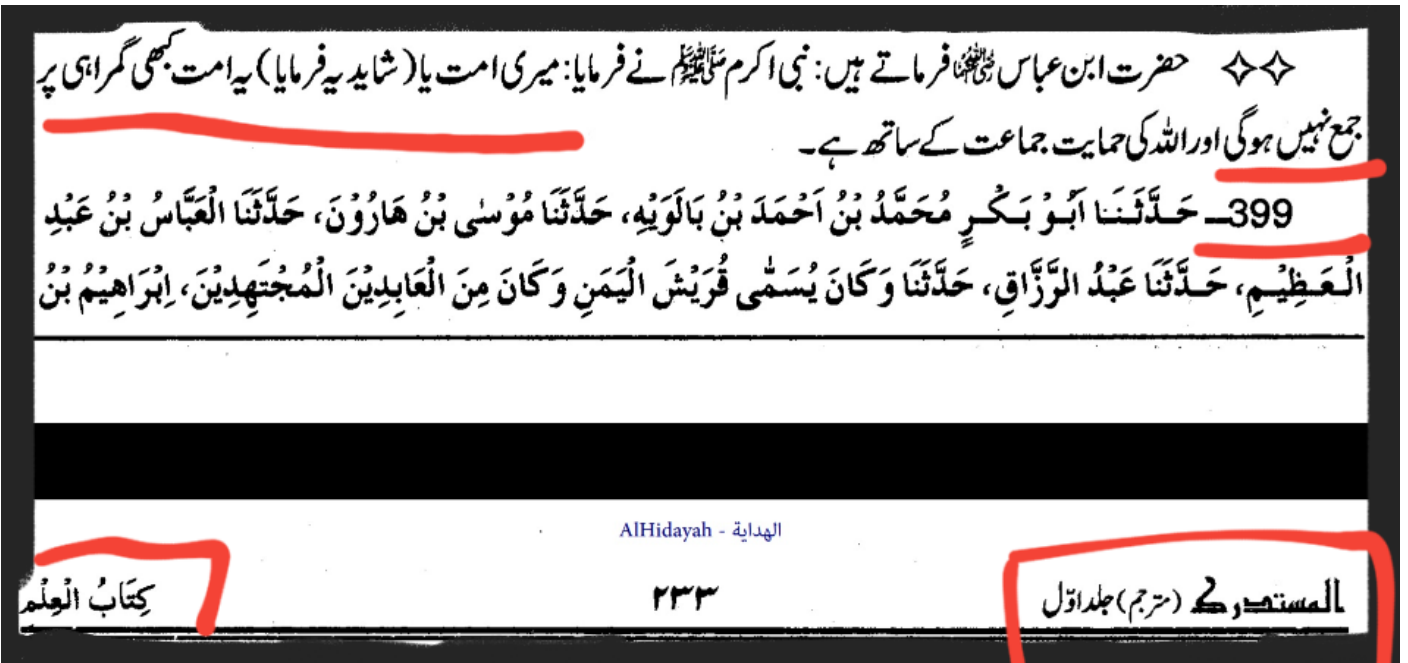 حضرت ابن عباس رضی اللہ عنہما فرماتے ہیں: نبی اکرم صلی اللہ علیہ وسلم نے فرمایا: میری امت یا (شاید یہ فرمایا) یہ امت کبھی گمراہی پر
جمع نہیں ہوگی اور اللہ کی حمایت جماعت کے ساتھ ہے۔
399ـ حَدَّثَنَا اَبُوْ بَكْرٍ مُحَمَّدُ بْنُ اَحْمَدَ بْنُ بَالَوَيْهِ، حَدَّثَنَا مُوْسٰى بْنُ هَارُوْنَ، حَدَّثَنَا الْعَبَّاسُ بْنُ عَبْدِ
الْعَظِيْمِ، حَدَّثَنَا عَبْدُ الرَّزَّاقِ، حَدَّثَنَا وَكَانَ يُسَمّٰى قُرَيْشَ الْيَمَنِ وَكَانَ مِنَ الْعَابِدِيْنَ الْمُجْتَهِدِيْنَ، اِبْرَاهِيْمُ بْنُ
AlHidayah - الهداية
المستدرک (مترجم) جلد اوّل
۲۳۳
كِتَابُ الْعِلْمِ